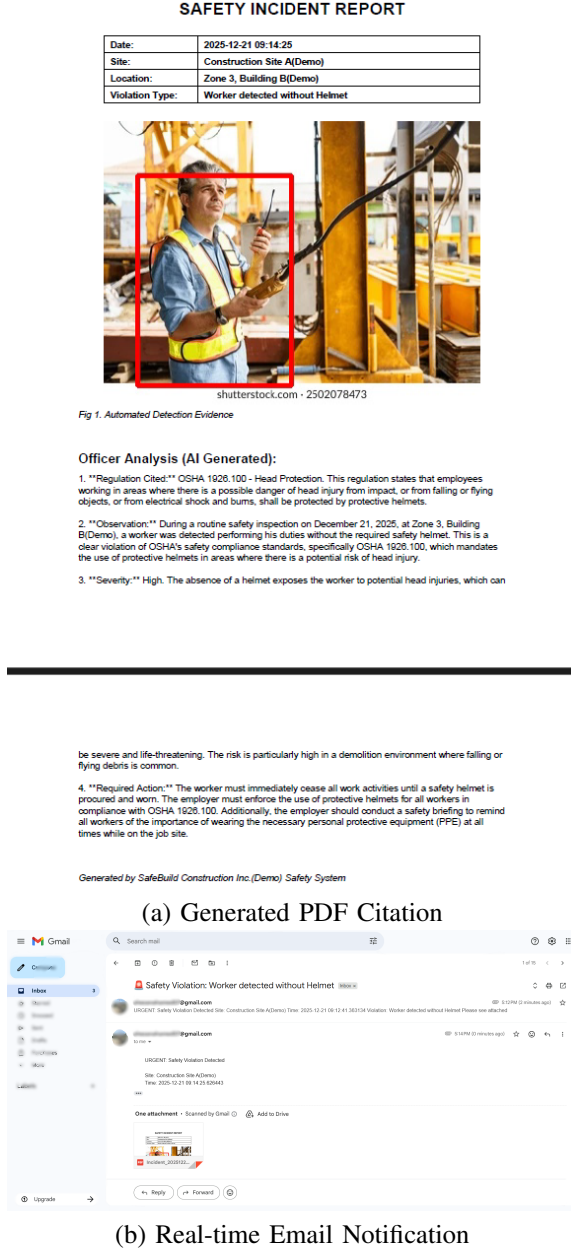 SAFETY INCIDENT REPORT
Date: 2025-12-21 09:14:25
Site: Construction Site A(Demo)
Location: Zone 3, Building B(Demo)
Violation Type: Worker detected without Helmet
shutterstock.com · 2502078473
Fig 1. Automated Detection Evidence
Officer Analysis (AI Generated):
1. **Regulation Cited:** OSHA 1926.100 - Head Protection. This regulation states that employees
working in areas where there is a possible danger of head injury from impact, or from falling or flying
objects, or from electrical shock and burns, shall be protected by protective helmets.
2. **Observation:** During a routine safety inspection on December 21, 2025, at Zone 3, Building
B(Demo), a worker was detected performing his duties without the required safety helmet. This is a
clear violation of OSHA's safety compliance standards, specifically OSHA 1926.100, which mandates
the use of protective helmets in areas where there is a potential risk of head injury.
3. **Severity:** High. The absence of a helmet exposes the worker to potential head injuries, which can
be severe and life-threatening. The risk is particularly high in a demolition environment where falling or
flying debris is common.
4. **Required Action:** The worker must immediately cease all work activities until a safety helmet is
procured and worn. The employer must enforce the use of protective helmets for all workers in
compliance with OSHA 1926.100. Additionally, the employer should conduct a safety briefing to remind
all workers of the importance of wearing the necessary personal protective equipment (PPE) at all
times while on the job site.
Generated by SafeBuild Construction Inc.(Demo) Safety System
(a) Generated PDF Citation
Gmail
Search mail
1 of 15
Inbox 3
🚨 Safety Violation: Worker detected without Helmet Inbox ×
@gmail.com 5:12 PM (3 minutes ago)
URGENT: Safety Violation Detected Site: Construction Site A(Demo) Time: 2025-12-21 09:12:41.383134 Violation: Worker detected without Helmet Please see attached
@gmail.com 5:14 PM (0 minutes ago)
to me
URGENT: Safety Violation Detected
Site: Construction Site A(Demo)
Time: 2025-12-21 09:14:25.626443
One attachment • Scanned by Gmail
Add to Drive
SAFETY INCIDENT REPORT
Reply
Forward
Upgrade
(b) Real-time Email Notification